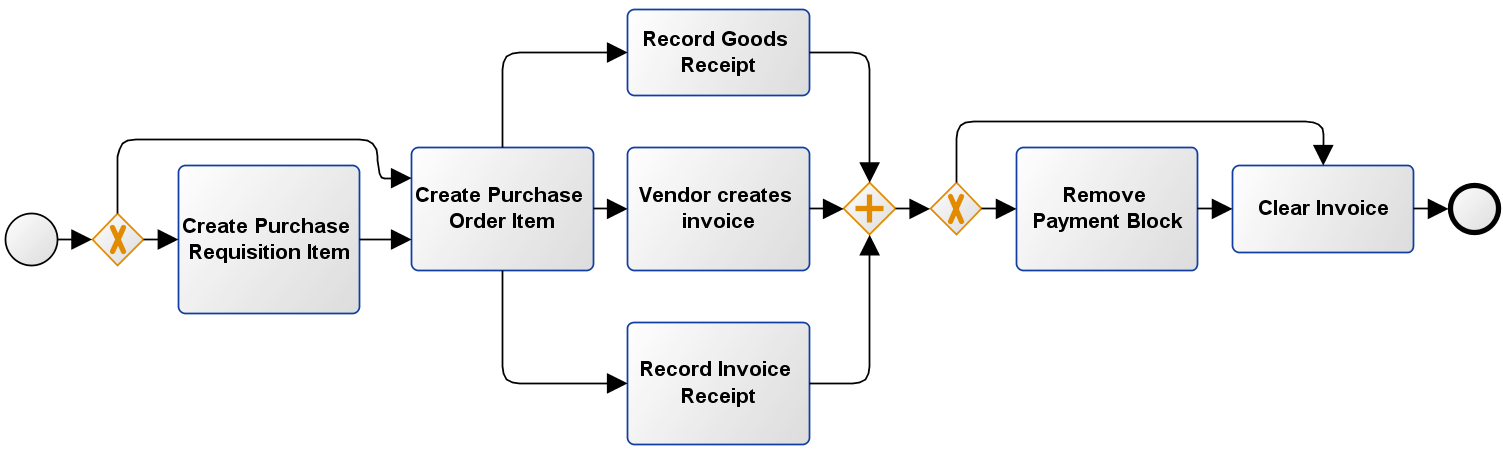 Create Purchase
Requisition Item
Create Purchase
Order Item
Record Goods
Receipt
Vendor creates
invoice
Record Invoice
Receipt
Remove
Payment Block
Clear Invoice